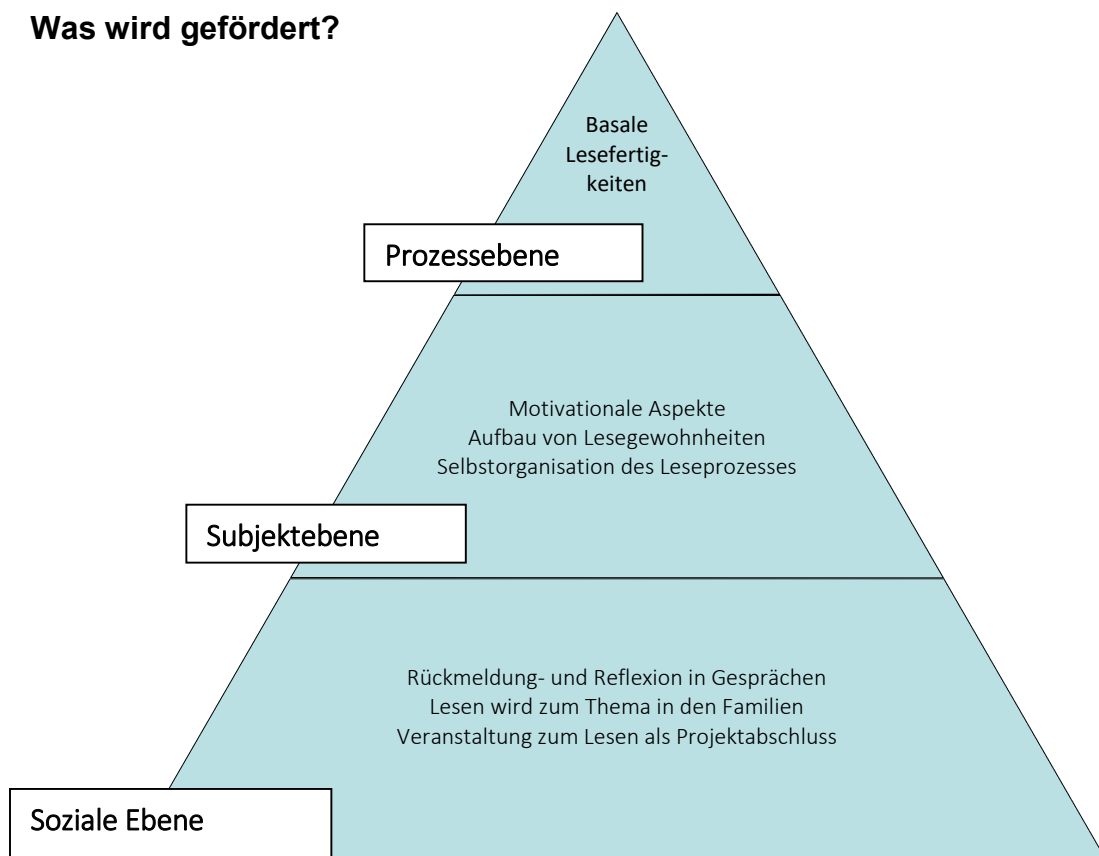 Was wird gefördert?
Basale
Lesefertig-
keiten
Prozessebene
Motivationale Aspekte
Aufbau von Lesegewohnheiten
Selbstorganisation des Leseprozesses
Subjektebene
Rückmeldung- und Reflexion in Gesprächen
Lesen wird zum Thema in den Familien
Veranstaltung zum Lesen als Projektabschluss
Soziale Ebene